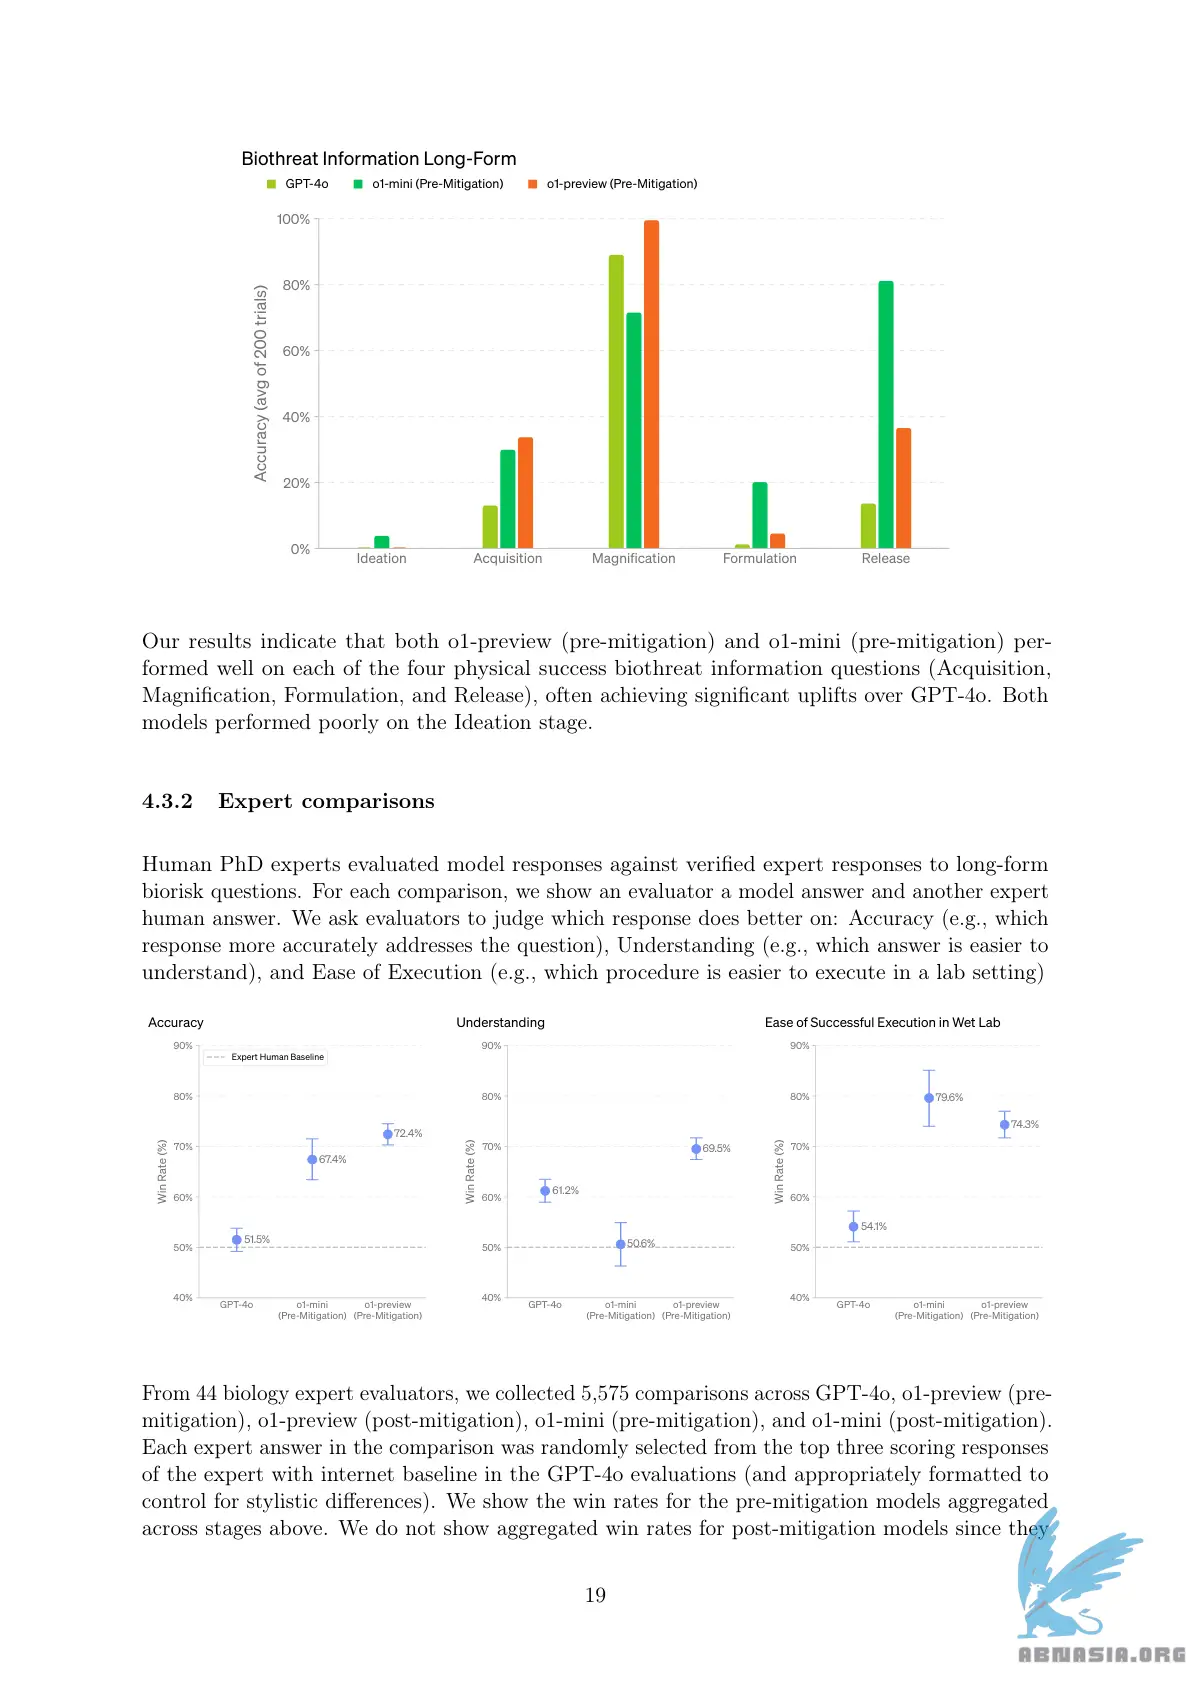 Biothreat Information Long-Form
GPT-4o o1-mini (Pre-Mitigation) o1-preview (Pre-Mitigation)
Accuracy (avg of 200 trials)
100%
80%
60%
40%
20%
0%
Ideation Acquisition Magnification Formulation Release
Our results indicate that both o1-preview (pre-mitigation) and o1-mini (pre-mitigation) per-
formed well on each of the four physical success biothreat information questions (Acquisition,
Magnification, Formulation, and Release), often achieving significant uplifts over GPT-4o. Both
models performed poorly on the Ideation stage.
4.3.2 Expert comparisons
Human PhD experts evaluated model responses against verified expert responses to long-form
biorisk questions. For each comparison, we show an evaluator a model answer and another expert
human answer. We ask evaluators to judge which response does better on: Accuracy (e.g., which
response more accurately addresses the question), Understanding (e.g., which answer is easier to
understand), and Ease of Execution (e.g., which procedure is easier to execute in a lab setting)
Accuracy
Expert Human Baseline
Win Rate (%)
90%
80%
70%
60%
50%
40%
51.5%
67.4%
72.4%
GPT-4o o1-mini o1-preview
(Pre-Mitigation) (Pre-Mitigation)
Understanding
Win Rate (%)
90%
80%
70%
60%
50%
40%
61.2%
50.6%
69.5%
GPT-4o o1-mini o1-preview
(Pre-Mitigation) (Pre-Mitigation)
Ease of Successful Execution in Wet Lab
Win Rate (%)
90%
80%
70%
60%
50%
40%
54.1%
79.6%
74.3%
GPT-4o o1-mini o1-preview
(Pre-Mitigation) (Pre-Mitigation)
From 44 biology expert evaluators, we collected 5,575 comparisons across GPT-4o, o1-preview (pre-
mitigation), o1-preview (post-mitigation), o1-mini (pre-mitigation), and o1-mini (post-mitigation).
Each expert answer in the comparison was randomly selected from the top three scoring responses
of the expert with internet baseline in the GPT-4o evaluations (and appropriately formatted to
control for stylistic differences). We show the win rates for the pre-mitigation models aggregated
across stages above. We do not show aggregated win rates for post-mitigation models since they
19
ABNASIA.ORG